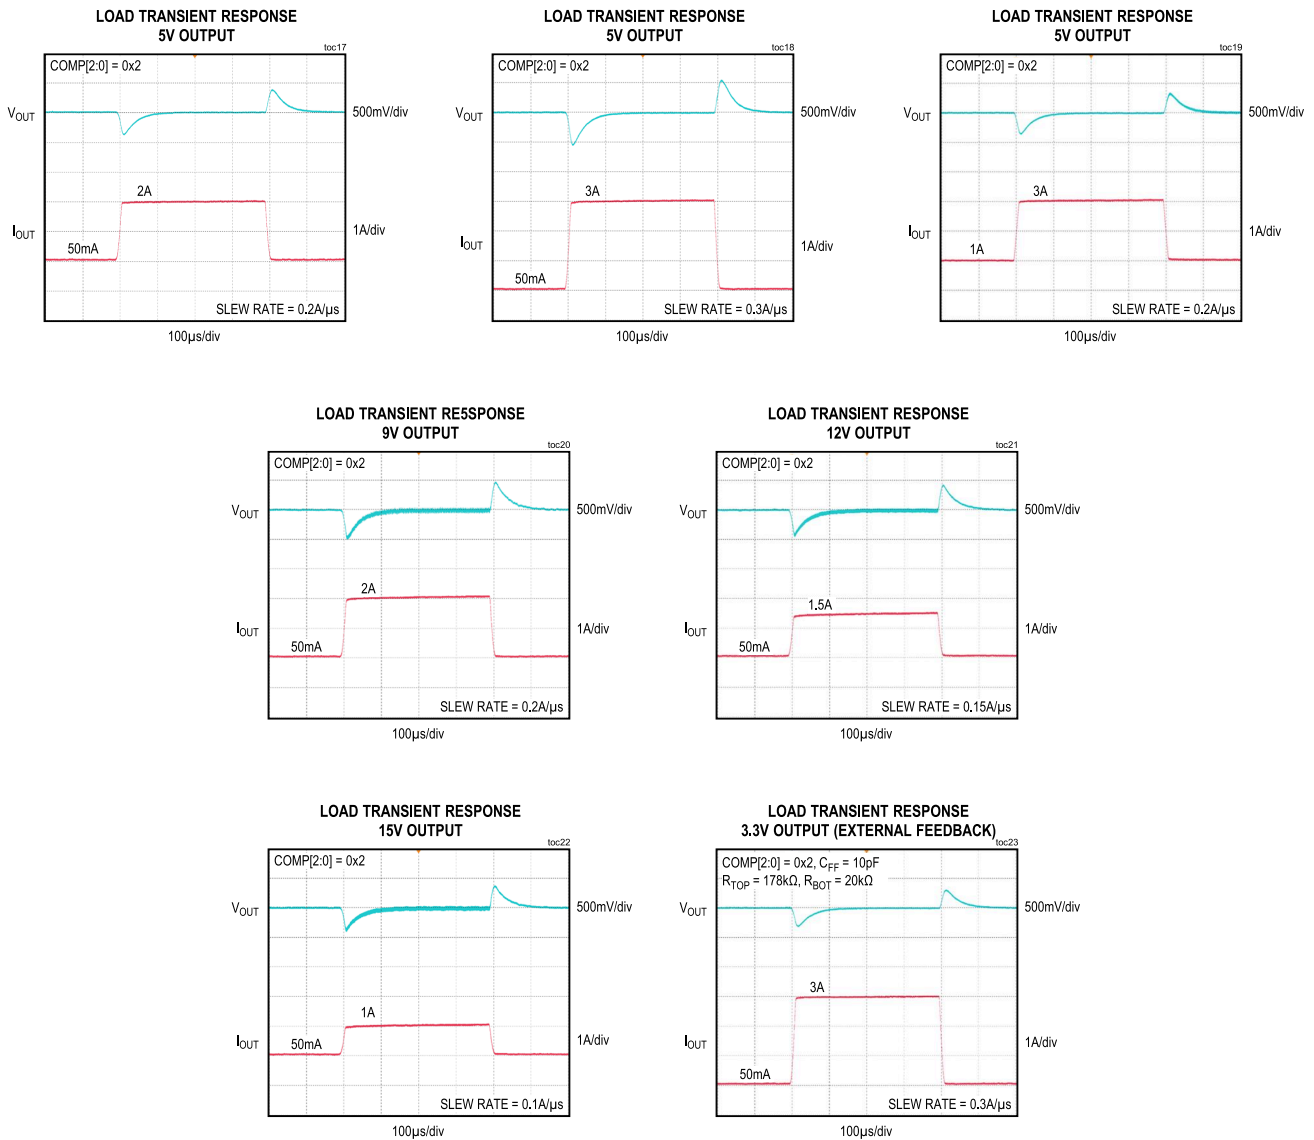 LOAD TRANSIENT RESPONSE
5V OUTPUT
toc17
COMP[2:0] = 0x2
VOUT
500mV/div
2A
IOUT
1A/div
50mA
SLEW RATE = 0.2A/µs
100µs/div
LOAD TRANSIENT RESPONSE
5V OUTPUT
toc18
COMP[2:0] = 0x2
VOUT
500mV/div
3A
IOUT
1A/div
50mA
SLEW RATE = 0.3A/µs
100µs/div
LOAD TRANSIENT RESPONSE
5V OUTPUT
toc19
COMP[2:0] = 0x2
VOUT
500mV/div
3A
IOUT
1A/div
1A
SLEW RATE = 0.2A/µs
100µs/div
LOAD TRANSIENT RE5SPONSE
9V OUTPUT
toc20
COMP[2:0] = 0x2
VOUT
500mV/div
2A
IOUT
1A/div
50mA
SLEW RATE = 0.2A/µs
100µs/div
LOAD TRANSIENT RESPONSE
12V OUTPUT
toc21
COMP[2:0] = 0x2
VOUT
500mV/div
1.5A
IOUT
1A/div
50mA
SLEW RATE = 0.15A/µs
100µs/div
LOAD TRANSIENT RESPONSE
15V OUTPUT
toc22
COMP[2:0] = 0x2
VOUT
500mV/div
1A
IOUT
1A/div
50mA
SLEW RATE = 0.1A/µs
100µs/div
LOAD TRANSIENT RESPONSE
3.3V OUTPUT (EXTERNAL FEEDBACK)
toc23
COMP[2:0] = 0x2, CFF = 10pF
RTOP = 178kΩ, RBOT = 20kΩ
VOUT
500mV/div
3A
IOUT
1A/div
50mA
SLEW RATE = 0.3A/µs
100µs/div